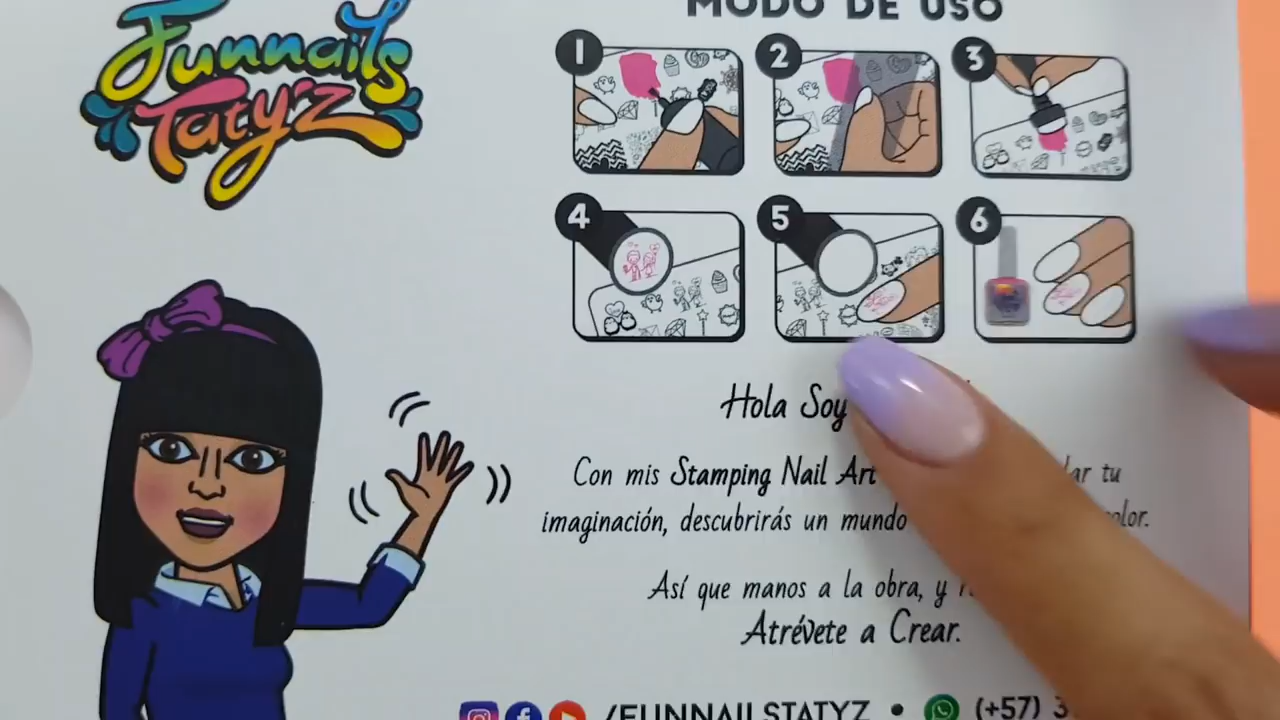 Funnails
Taty'z
MODO DE USO
1
2
3
4
5
6
Hola Soy
Con mis Stamping Nail Art
ar tu
imaginación, descubrirás un mundo
olor.
Así que manos a la obra, y
Atrévete a Crear.
/FUNNAILSTATYZ • (+57) 3